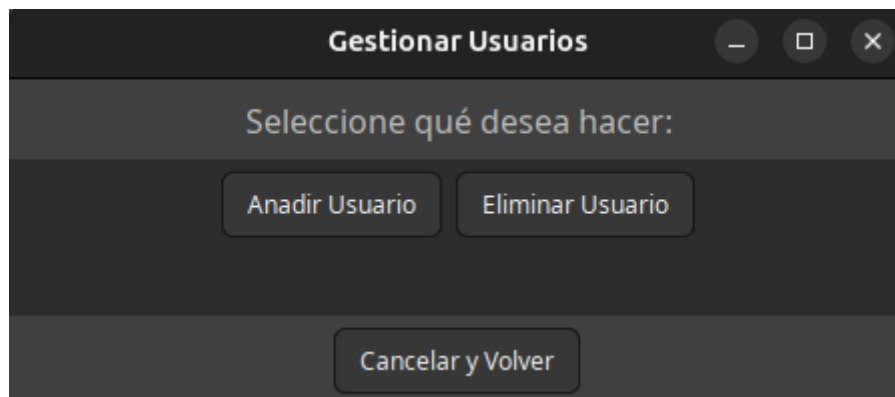 Gestionar Usuarios
Seleccione qué desea hacer:
Anadir Usuario Eliminar Usuario
Cancelar y Volver